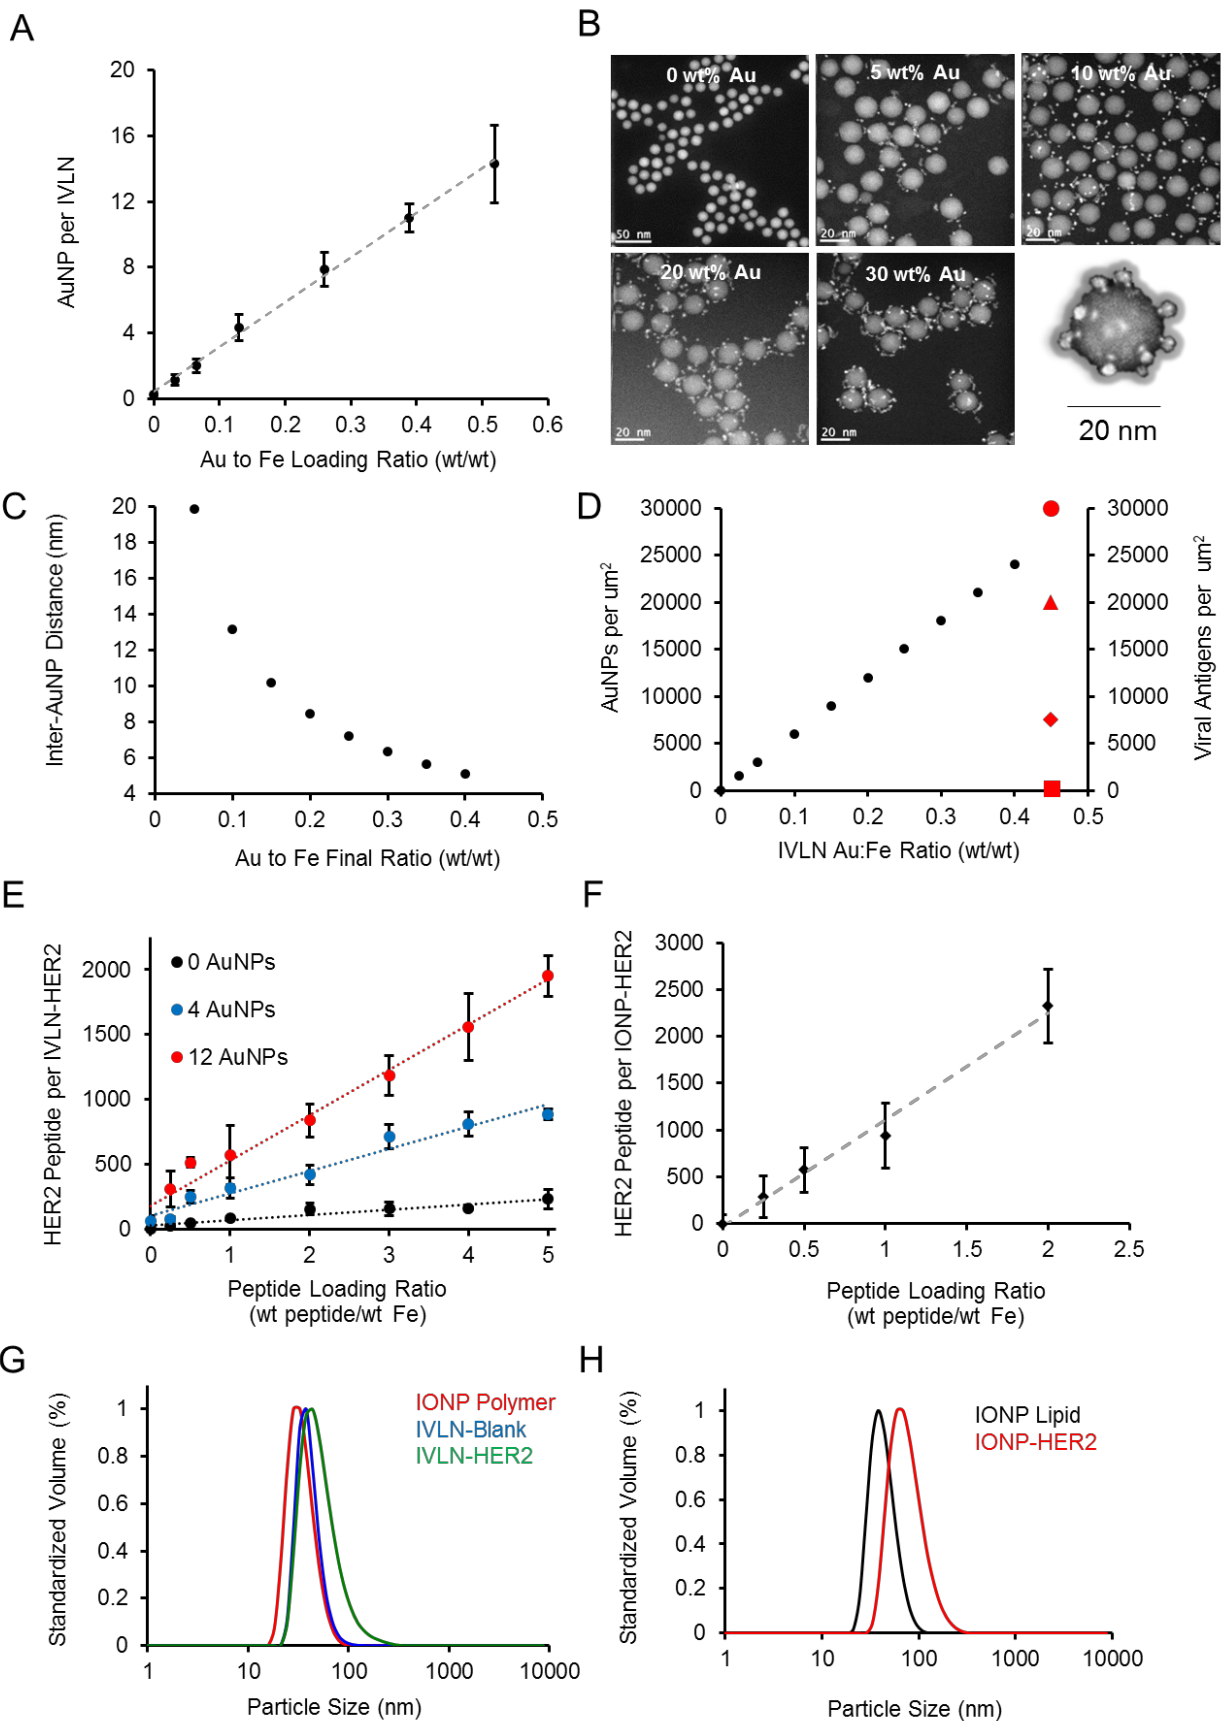 A
20
16
12
8
4
0
0
0.1
0.2
0.3
0.4
0.5
0.6
AuNP per IVLN
Au to Fe Loading Ratio (wt/wt)
B
0 wt% Au
50 nm
5 wt% Au
20 nm
10 wt% Au
20 nm
20 wt% Au
20 nm
30 wt% Au
20 nm
20 nm
C
20
18
16
14
12
10
8
6
4
0
0.1
0.2
0.3
0.4
0.5
Inter-AuNP Distance (nm)
Au to Fe Final Ratio (wt/wt)
D
30000
25000
20000
15000
10000
5000
0
0
0.1
0.2
0.3
0.4
0.5
30000
25000
20000
15000
10000
5000
0
AuNPs per um²
Viral Antigens per um²
IVLN Au:Fe Ratio (wt/wt)
E
2000
1500
1000
500
0
0
1
2
3
4
5
0 AuNPs
4 AuNPs
12 AuNPs
HER2 Peptide per IVLN-HER2
Peptide Loading Ratio
(wt peptide/wt Fe)
F
3000
2500
2000
1500
1000
500
0
0
0.5
1
1.5
2
2.5
HER2 Peptide per IONP-HER2
Peptide Loading Ratio
(wt peptide/wt Fe)
G
1
0.8
0.6
0.4
0.2
0
1
10
100
1000
10000
IONP Polymer
IVLN-Blank
IVLN-HER2
Standardized Volume (%)
Particle Size (nm)
H
1
0.8
0.6
0.4
0.2
0
1
10
100
1000
10000
IONP Lipid
IONP-HER2
Standardized Volume (%)
Particle Size (nm)